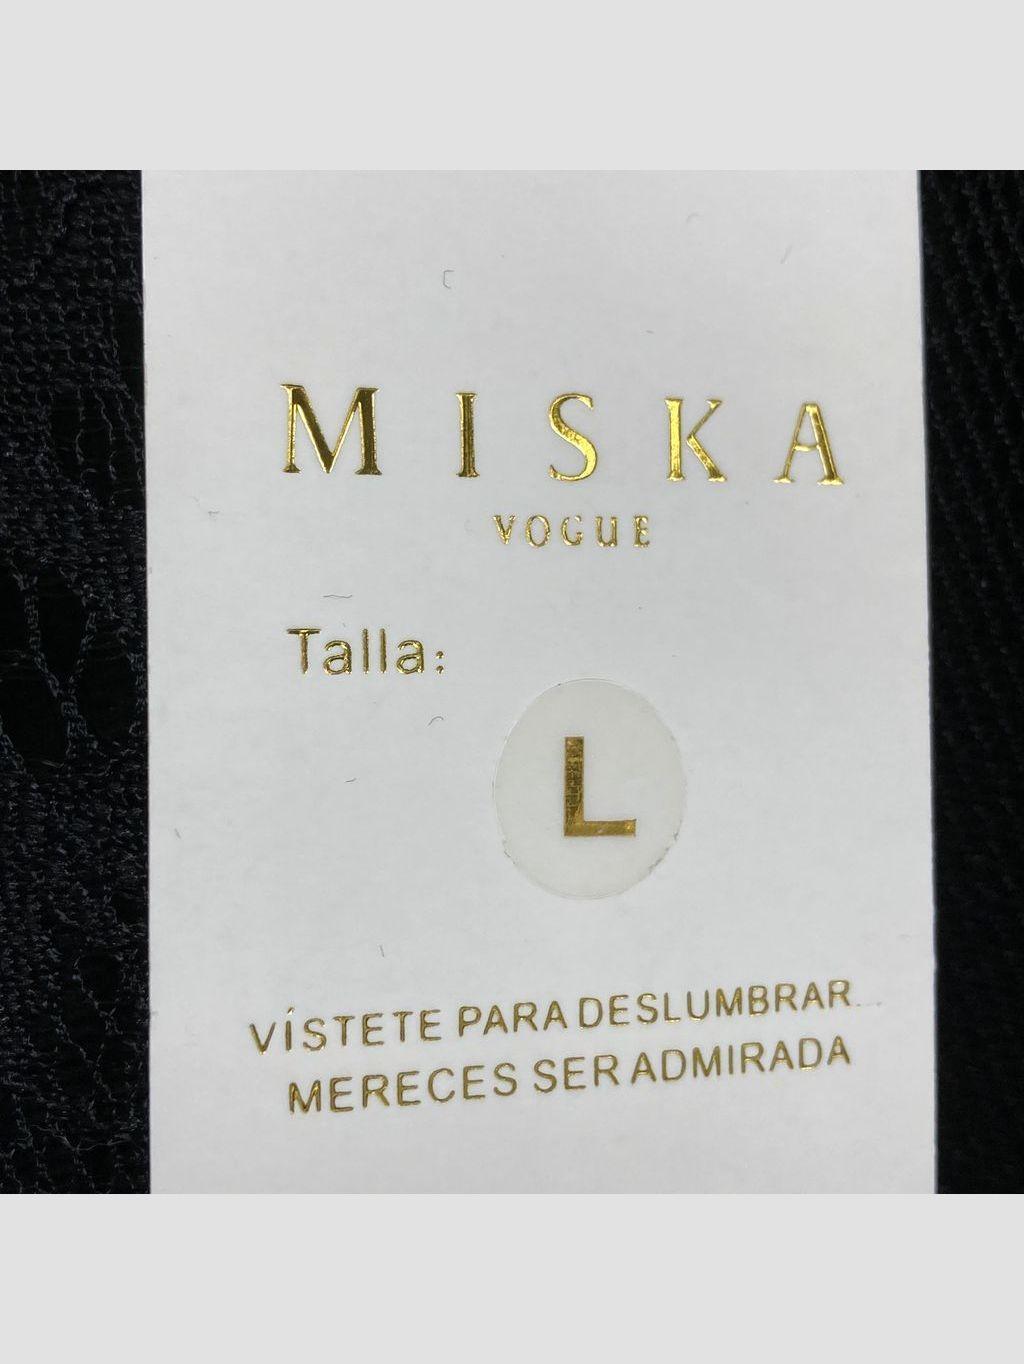 MISKA
VOGUE
Talla:
L
VÍSTETE PARA DESLUMBRAR
MERECES SER ADMIRADA